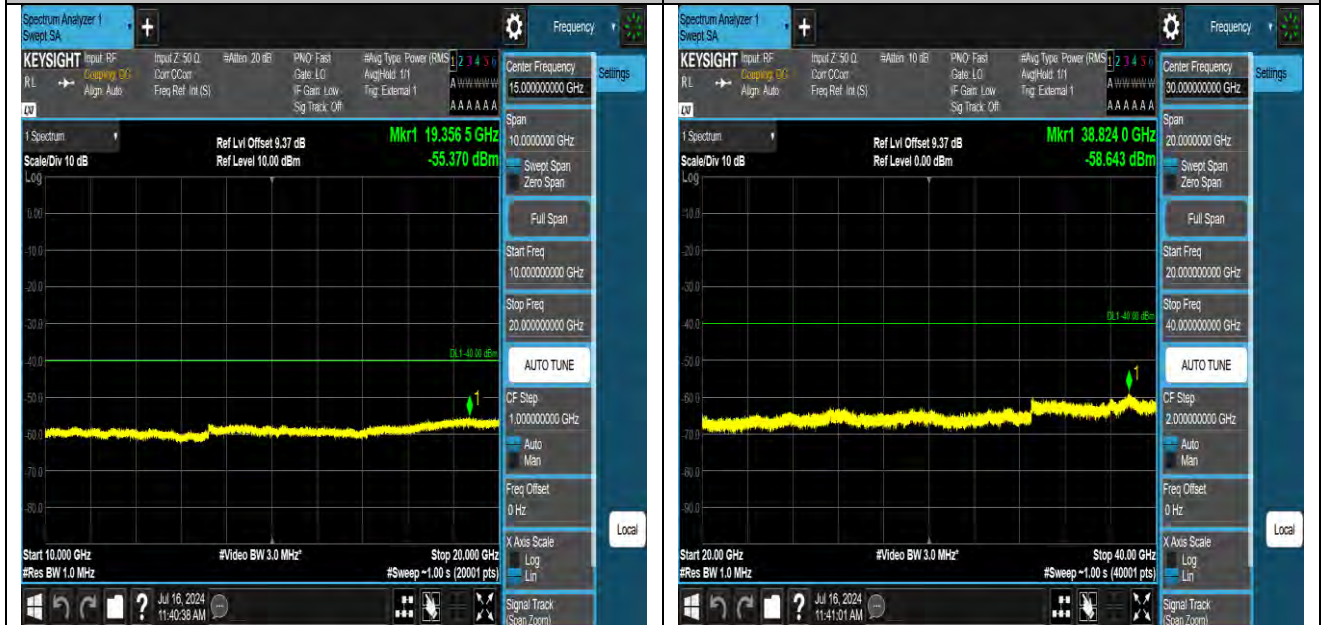 Spectrum Analyzer 1
Swept SA
Frequency
KEYSIGHT
Input: RF
Coupling: DC
Align: Auto
Input Z: 50 Ω
Corr CCorr
Freq Ref: Int (S)
#Atten: 20 dB
PNO: Fast
Gate: LO
IF Gain: Low
Sig Track: Off
#Avg Type: Power (RMS
Avg|Hold: 1/1
Trig: External 1
1 2 3 4 5 6
A W W W W W
A A A A A A
RL
LXI
1 Spectrum
Scale/Div 10 dB
Log
Ref Lvl Offset 9.37 dB
Ref Level 10.00 dBm
Mkr1 19.356 5 GHz
-55.370 dBm
0.00
-10.0
-20.0
-30.0
-40.0
-50.0
-60.0
-70.0
-80.0
DL1 -40.00 dBm
1
Start 10.000 GHz
#Res BW 1.0 MHz
#Video BW 3.0 MHz*
Stop 20.000 GHz
#Sweep ~1.00 s (20001 pts)
Jul 16, 2024
11:40:38 AM
Center Frequency
15.000000000 GHz
Settings
Span
10.0000000 GHz
Swept Span
Zero Span
Full Span
Start Freq
10.000000000 GHz
Stop Freq
20.000000000 GHz
AUTO TUNE
CF Step
1.000000000 GHz
Auto
Man
Freq Offset
0 Hz
X Axis Scale
Log
Lin
Local
Signal Track
(Span Zoom)
Spectrum Analyzer 1
Swept SA
Frequency
KEYSIGHT
Input: RF
Coupling: DC
Align: Auto
Input Z: 50 Ω
Corr CCorr
Freq Ref: Int (S)
#Atten: 10 dB
PNO: Fast
Gate: LO
IF Gain: Low
Sig Track: Off
#Avg Type: Power (RMS
Avg|Hold: 1/1
Trig: External 1
1 2 3 4 5 6
A W W W W W
A A A A A A
RL
LXI
1 Spectrum
Scale/Div 10 dB
Log
Ref Lvl Offset 9.37 dB
Ref Level 0.00 dBm
Mkr1 38.824 0 GHz
-58.643 dBm
-10.0
-20.0
-30.0
-40.0
-50.0
-60.0
-70.0
-80.0
-90.0
DL1 -40.00 dBm
1
Start 20.00 GHz
#Res BW 1.0 MHz
#Video BW 3.0 MHz*
Stop 40.00 GHz
#Sweep ~1.00 s (40001 pts)
Jul 16, 2024
11:41:01 AM
Center Frequency
30.000000000 GHz
Settings
Span
20.0000000 GHz
Swept Span
Zero Span
Full Span
Start Freq
20.000000000 GHz
Stop Freq
40.000000000 GHz
AUTO TUNE
CF Step
2.000000000 GHz
Auto
Man
Freq Offset
0 Hz
X Axis Scale
Log
Lin
Local
Signal Track
(Span Zoom)